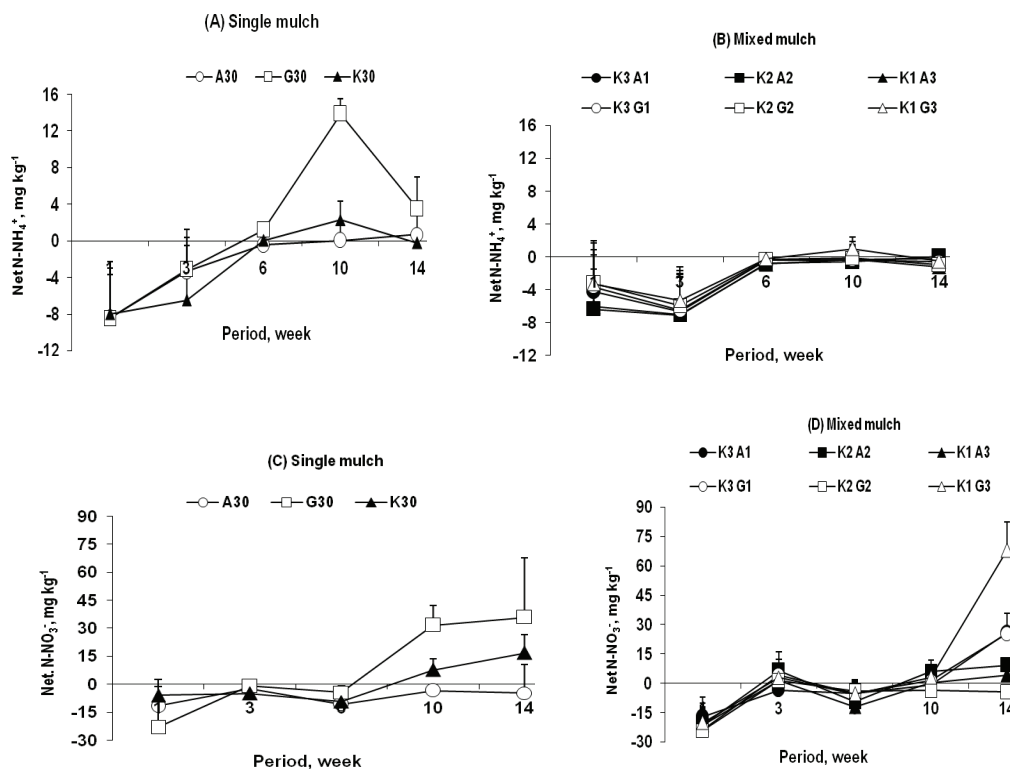 (A) Single mulch
A30 G30 K30
16
12
8
4
0
-4
-8
-12
3 6 10 14
Net N-NH₄⁺, mg kg⁻¹
Period, week
(B) Mixed mulch
K3 A1 K2 A2 K1 A3
K3 G1 K2 G2 K1 G3
16
12
8
4
0
-4
-8
-12
6 10 14
Net N-NH₄⁺, mg kg⁻¹
Period, week
(C) Single mulch
A30 G30 K30
90
75
60
45
30
15
0
-15
-30
3 10 14
Net. N-NO₃⁻, mg kg⁻¹
Period, week
(D) Mixed mulch
K3 A1 K2 A2 K1 A3
K3 G1 K2 G2 K1 G3
90
75
60
45
30
15
0
-15
-30
3 10 14
Net N-NO₃⁻, mg kg⁻¹
Period, week